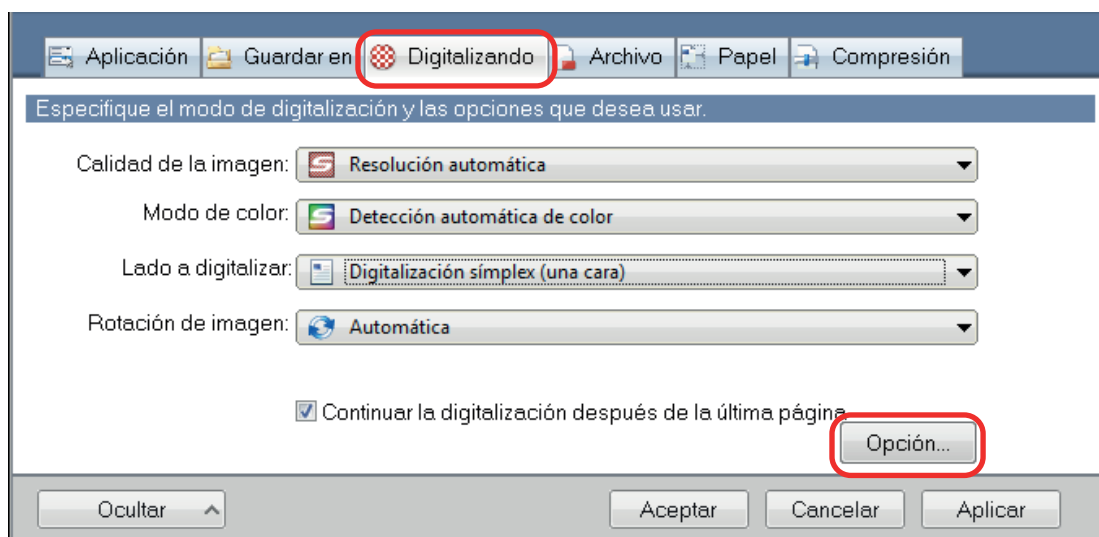 Aplicación Guardar en Digitalizando Archivo Papel Compresión
Especifique el modo de digitalización y las opciones que desea usar.
Calidad de la imagen: Resolución automática
Modo de color: Detección automática de color
Lado a digitalizar: Digitalización símplex (una cara)
Rotación de imagen: Automática
Continuar la digitalización después de la última página
Opción...
Ocultar Aceptar Cancelar Aplicar